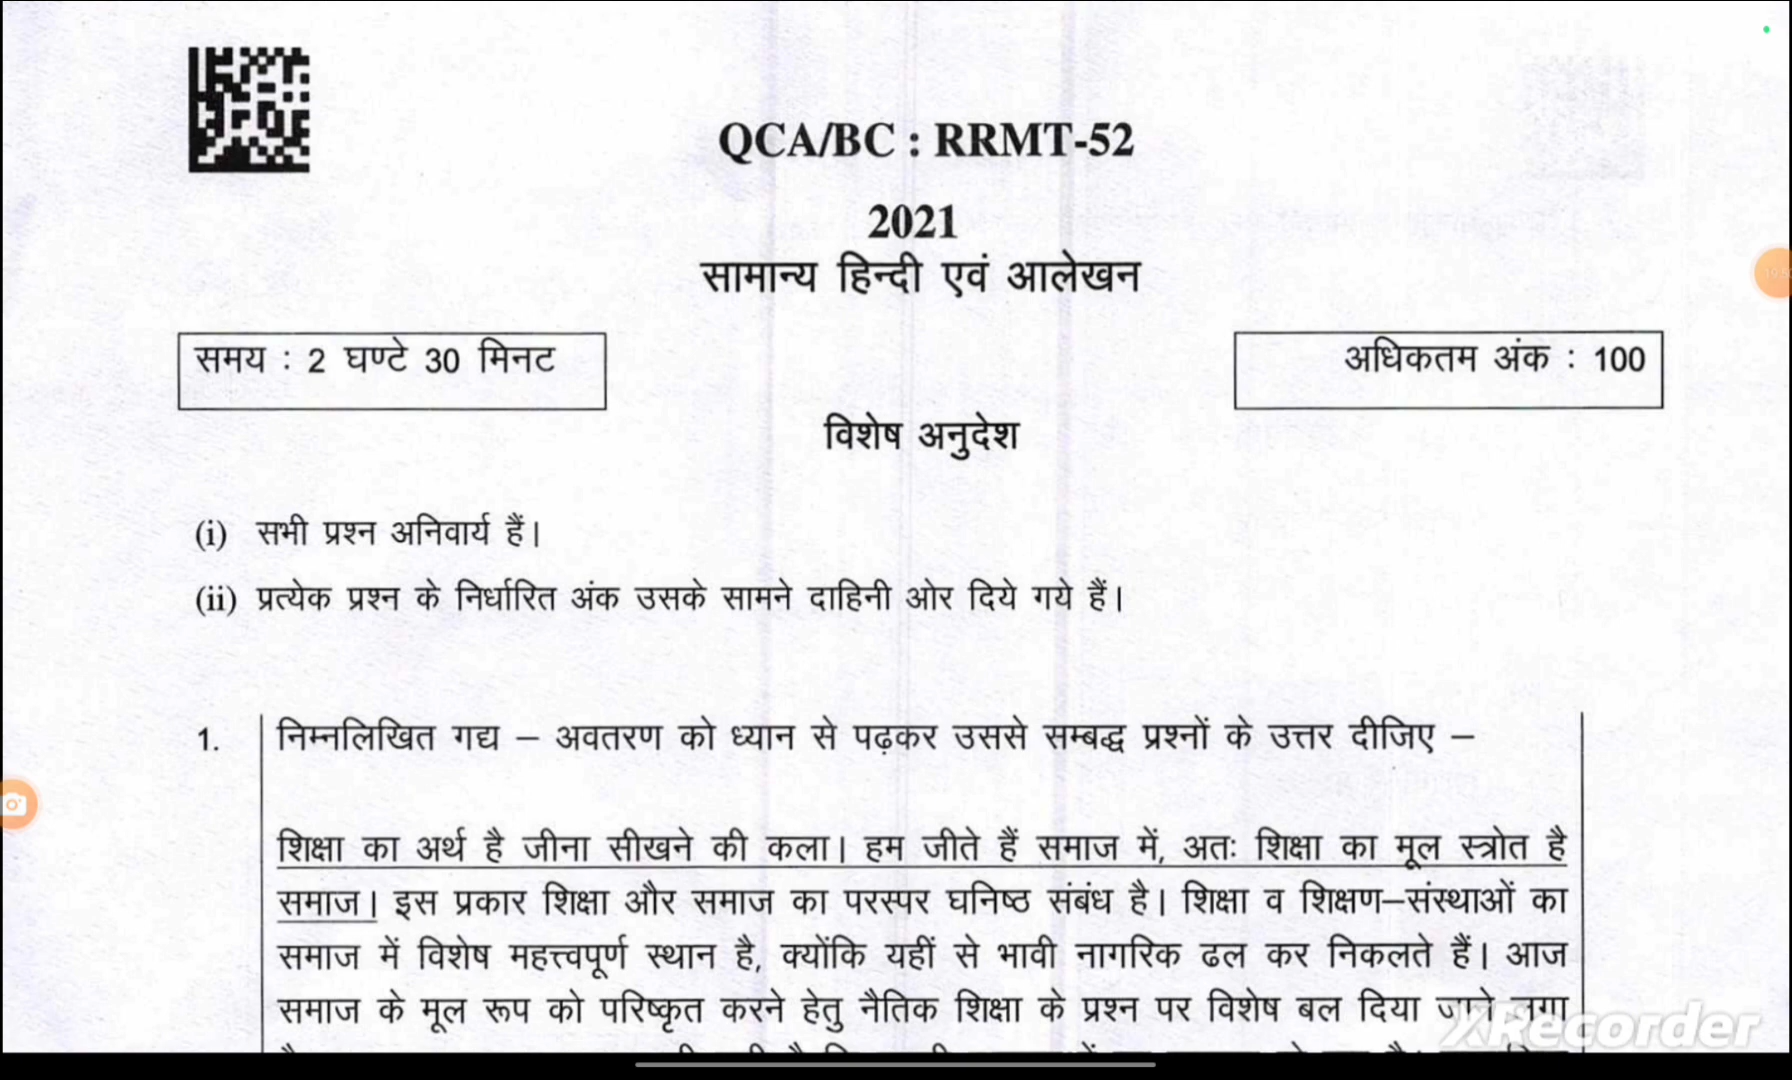 QCA/BC : RRMT-52
2021
सामान्य हिन्दी एवं आलेखन
समय : 2 घण्टे 30 मिनट
अधिकतम अंक : 100
विशेष अनुदेश
(i) सभी प्रश्न अनिवार्य हैं।
(ii) प्रत्येक प्रश्न के निर्धारित अंक उसके सामने दाहिनी ओर दिये गये हैं।
1. निम्नलिखित गद्य – अवतरण को ध्यान से पढ़कर उससे सम्बद्ध प्रश्नों के उत्तर दीजिए –
शिक्षा का अर्थ है जीना सीखने की कला। हम जीते हैं समाज में, अतः शिक्षा का मूल स्त्रोत है
समाज। इस प्रकार शिक्षा और समाज का परस्पर घनिष्ठ संबंध है। शिक्षा व शिक्षण–संस्थाओं का
समाज में विशेष महत्त्वपूर्ण स्थान है, क्योंकि यहीं से भावी नागरिक ढल कर निकलते हैं। आज
समाज के मूल रूप को परिष्कृत करने हेतु नैतिक शिक्षा के प्रश्न पर विशेष बल दिया जाने लगा
XRecorder